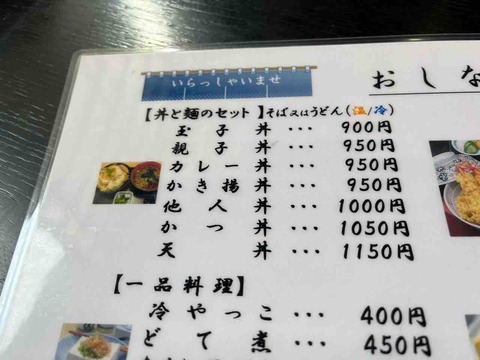 いらっしゃいませ
おしな
【丼と麺のセット】そば又はうどん(温/冷)
玉子丼 ・・・ 900円
親子丼 ・・・ 950円
カレー丼 ・・・ 950円
かき揚丼 ・・・ 950円
他人丼 ・・・ 1000円
かつ丼 ・・・ 1050円
天丼 ・・・ 1150円
【一品料理】
冷やっこ ・・・ 400円
どて煮 ・・・ 450円